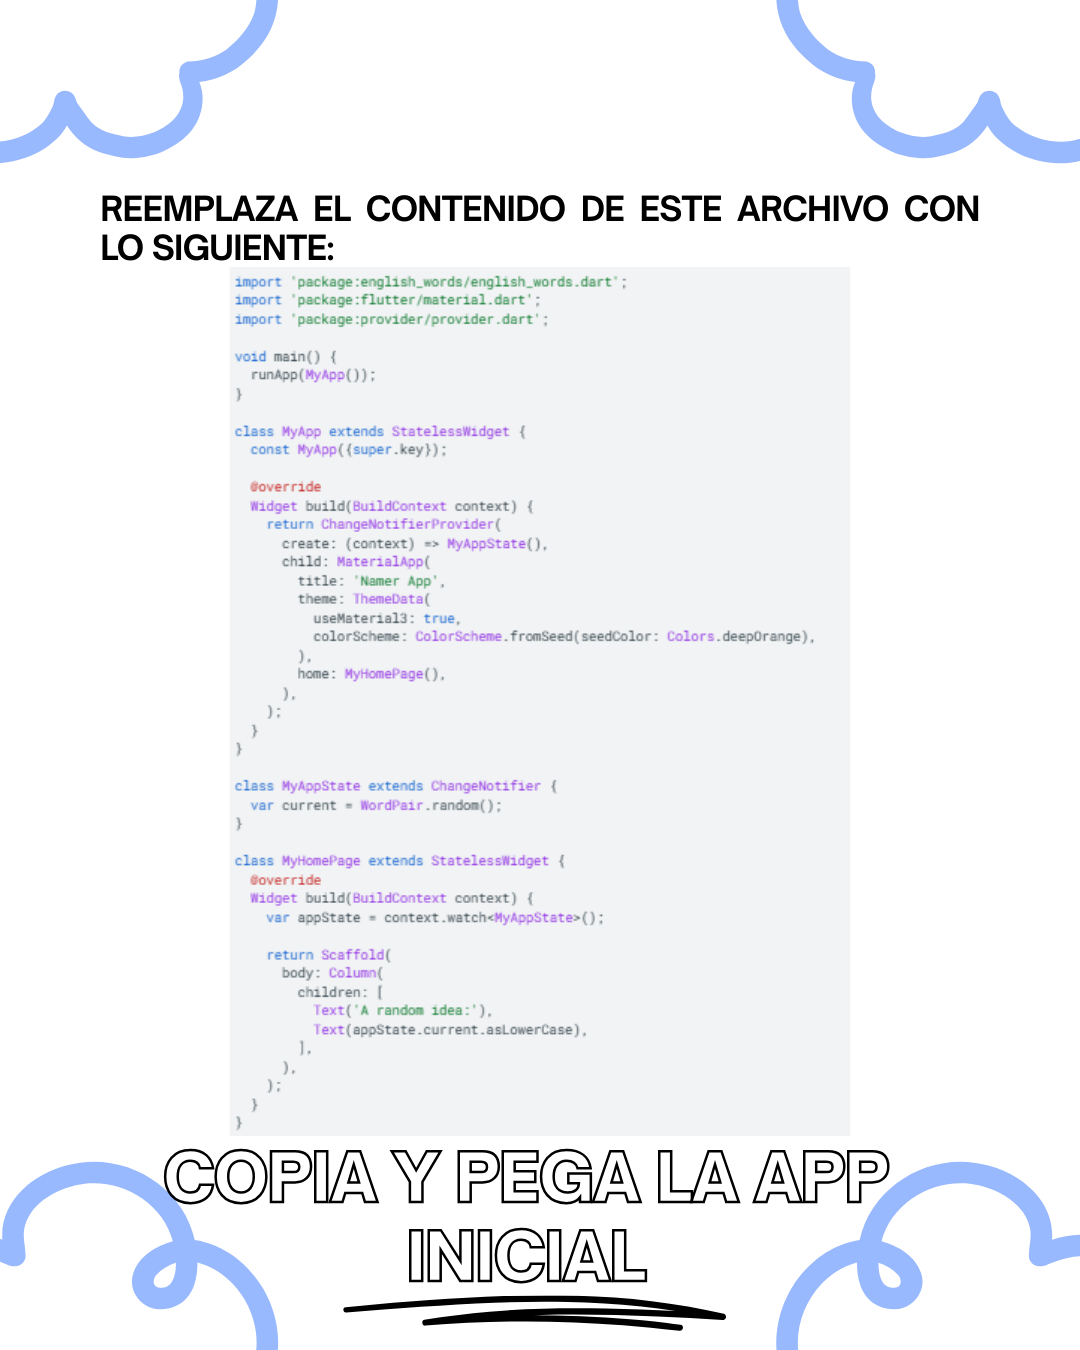 REEMPLAZA EL CONTENIDO DE ESTE ARCHIVO CON
LO SIGUIENTE:
import 'package:english_words/english_words.dart';
import 'package:flutter/material.dart';
import 'package:provider/provider.dart';

void main() {
  runApp(MyApp());
}

class MyApp extends StatelessWidget {
  const MyApp({super.key});

  @override
  Widget build(BuildContext context) {
    return ChangeNotifierProvider(
      create: (context) => MyAppState(),
      child: MaterialApp(
        title: 'Namer App',
        theme: ThemeData(
          useMaterial3: true,
          colorScheme: ColorScheme.fromSeed(seedColor: Colors.deepOrange),
        ),
        home: MyHomePage(),
      ),
    );
  }
}

class MyAppState extends ChangeNotifier {
  var current = WordPair.random();
}

class MyHomePage extends StatelessWidget {
  @override
  Widget build(BuildContext context) {
    var appState = context.watch<MyAppState>();

    return Scaffold(
      body: Column(
        children: [
          Text('A random idea:'),
          Text(appState.current.asLowerCase),
        ],
      ),
    );
  }
}
COPIA Y PEGA LA APP
INICIAL